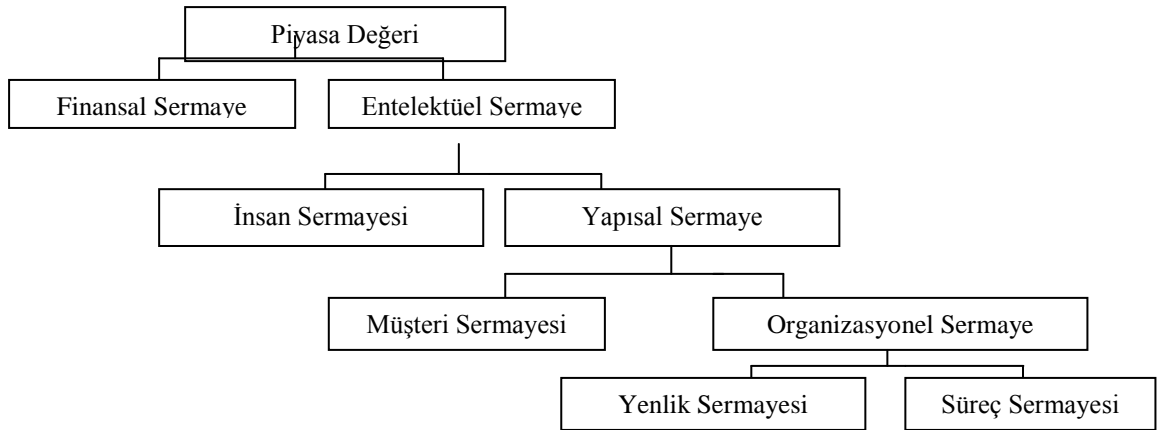 Piyasa Değeri
Finansal Sermaye
Entelektüel Sermaye
İnsan Sermayesi
Yapısal Sermaye
Müşteri Sermayesi
Organizasyonel Sermaye
Yenlik Sermayesi
Süreç Sermayesi